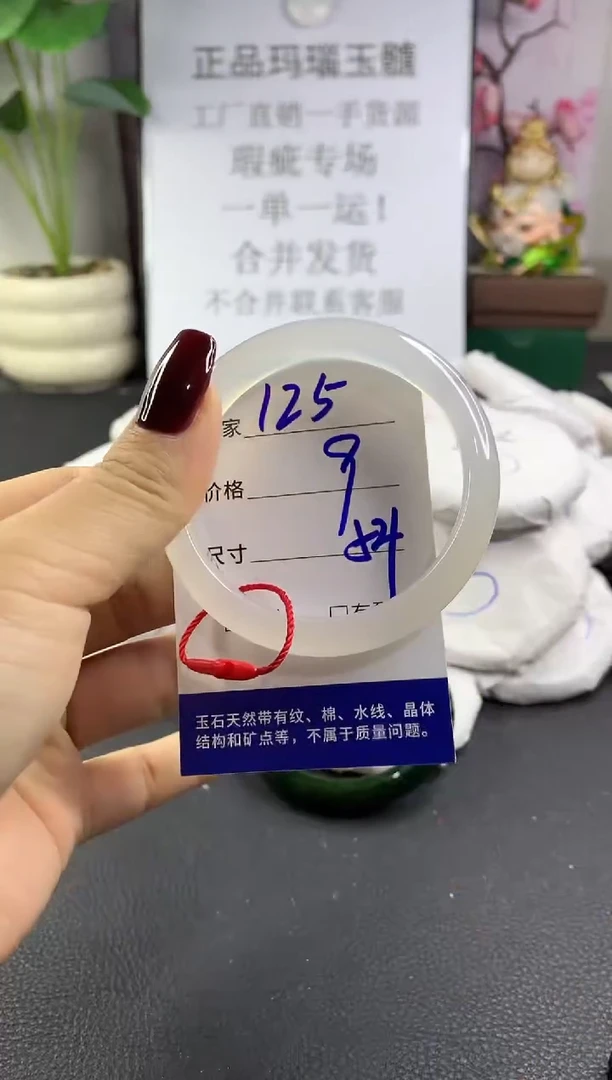 正品玛瑙玉髓
工厂直销一手货源
瑕疵专场
一单一运！
合并发货
不合并联系客服
家 125
价格 9
尺寸 54
玉石天然带有纹、棉、水线、晶体
结构和矿点等，不属于质量问题。